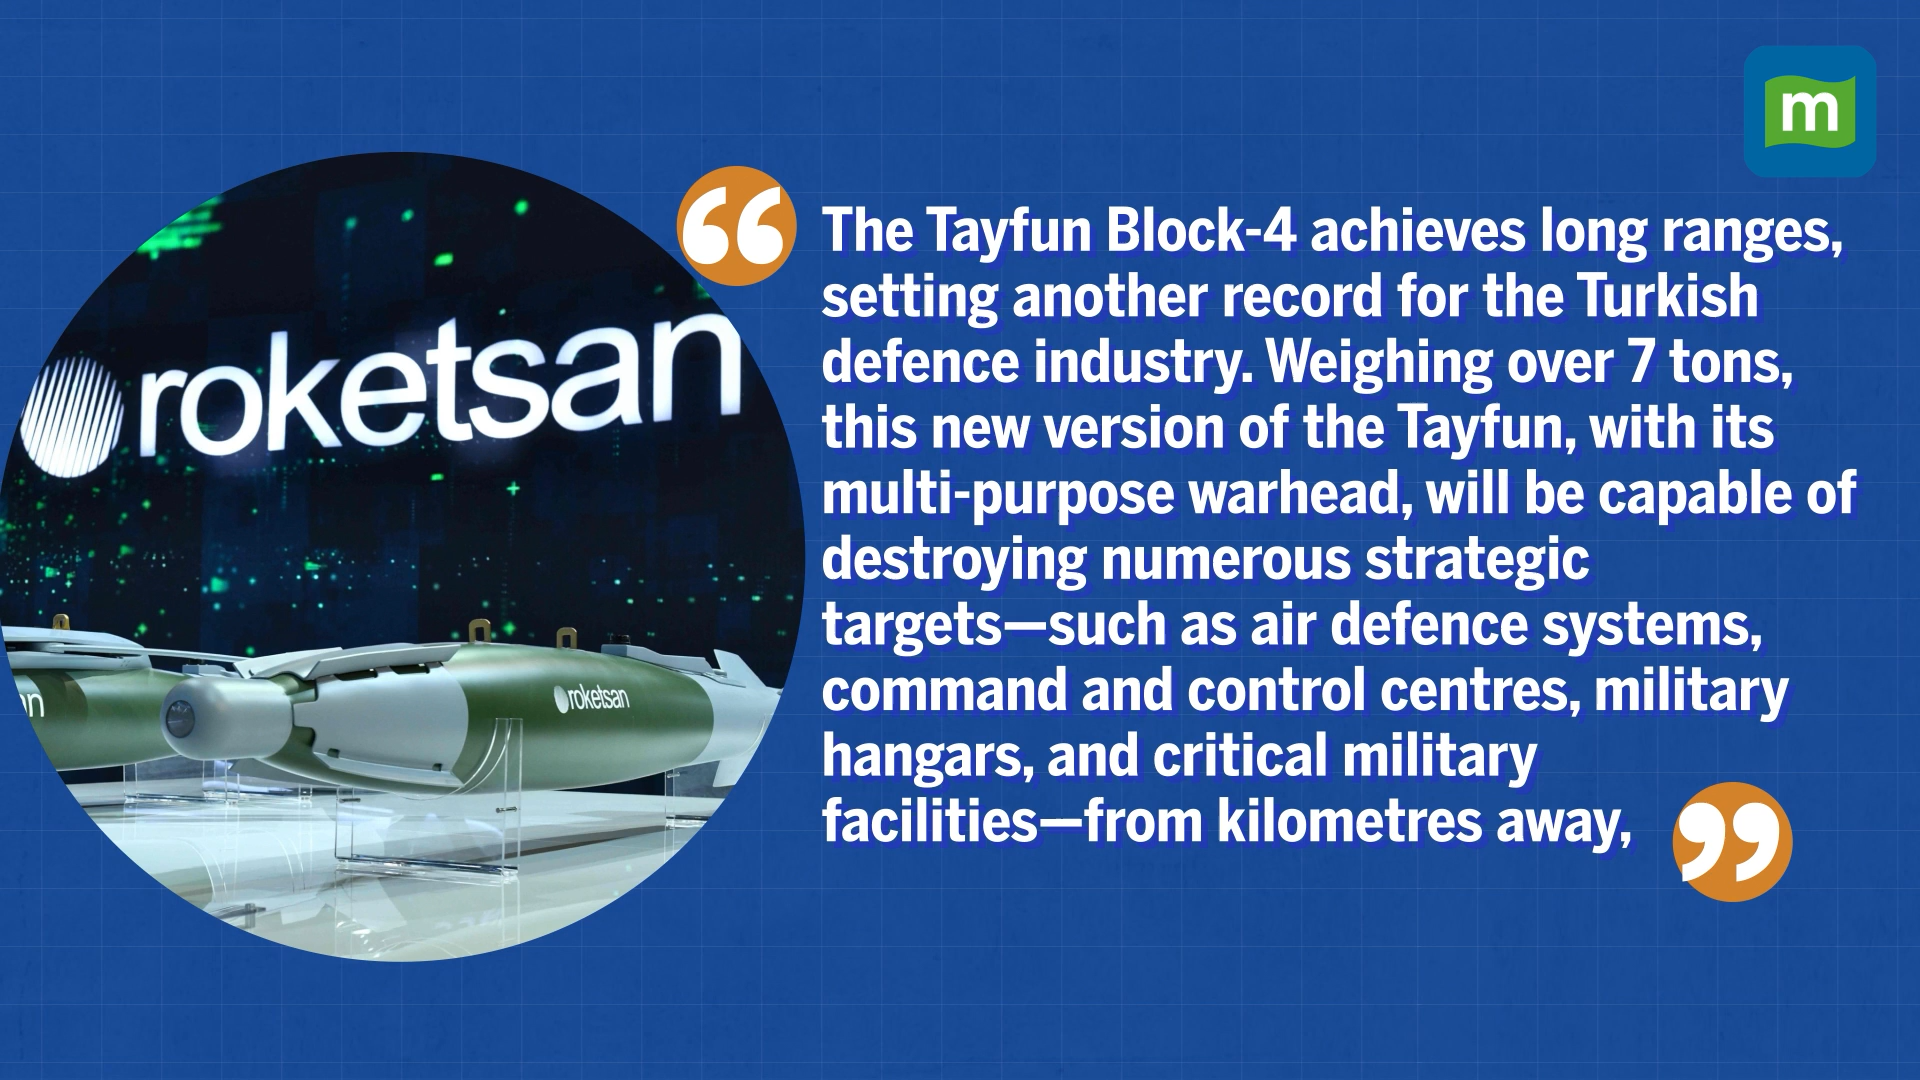 m
roketsan
“The Tayfun Block-4 achieves long ranges,
setting another record for the Turkish
defence industry. Weighing over 7 tons,
this new version of the Tayfun, with its
multi-purpose warhead, will be capable of
destroying numerous strategic
targets—such as air defence systems,
command and control centres, military
hangars, and critical military
facilities—from kilometres away,”
roketsan
an